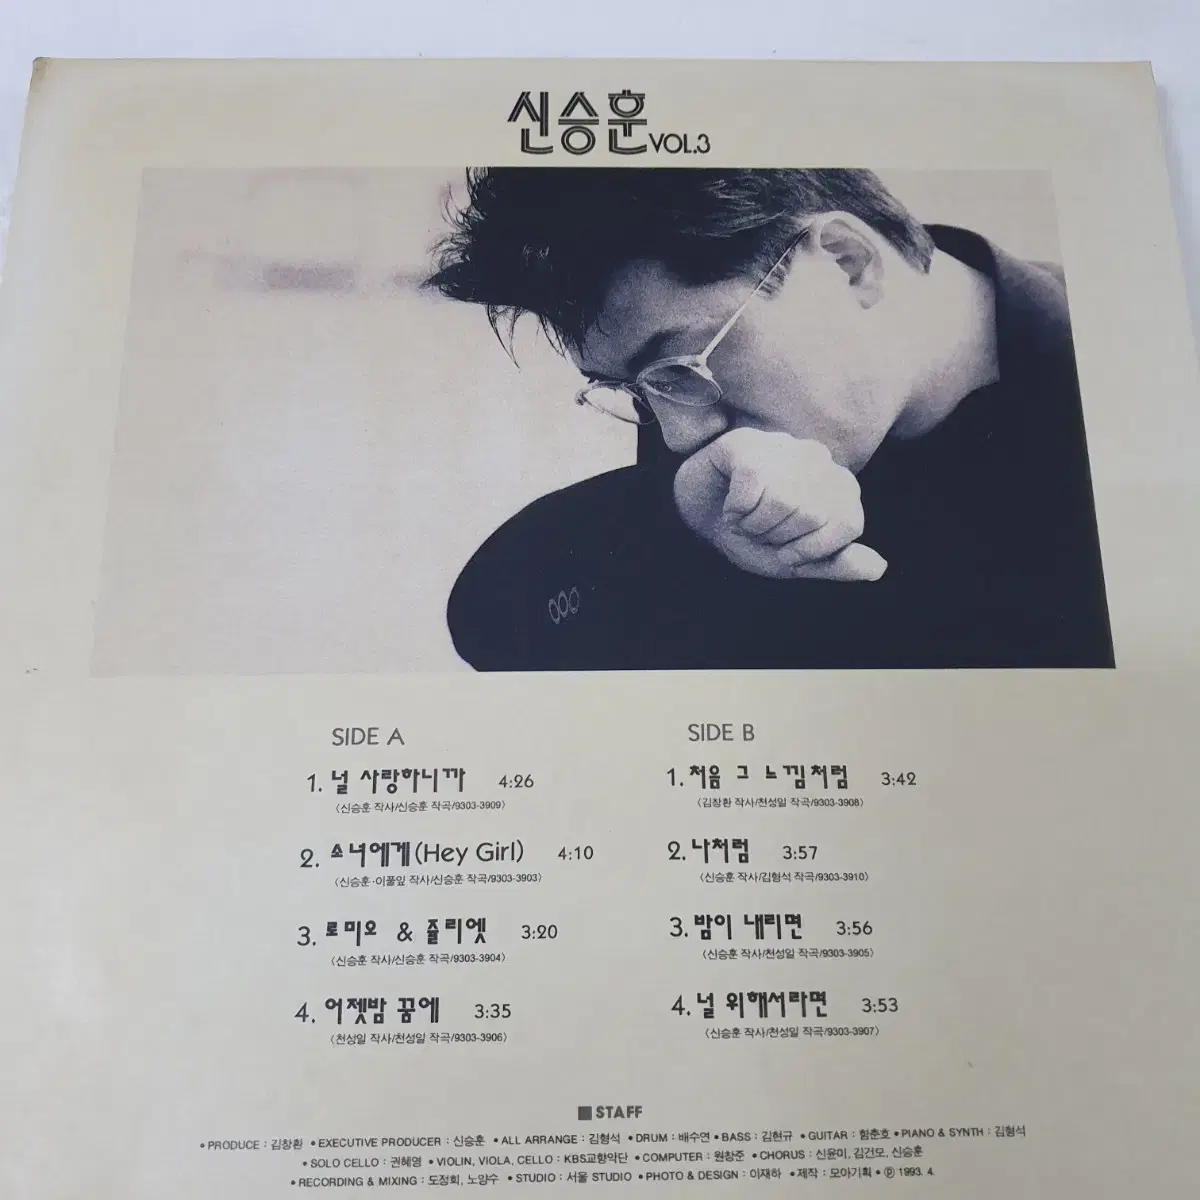 신승훈 VOL.3
SIDE A
1. 널 사랑하니까 4:26
〈신승훈 작사/신승훈 작곡/9303-3909〉
2. 소녀에게(Hey Girl) 4:10
〈신승훈·이풀잎 작사/신승훈 작곡/9303-3903〉
3. 로미오 & 줄리엣 3:20
〈신승훈 작사/신승훈 작곡/9303-3904〉
4. 어젯밤 꿈에 3:35
〈천성일 작사/천성일 작곡/9303-3906〉
SIDE B
1. 처음 그 느낌처럼 3:42
〈김창환 작사/천성일 작곡/9303-3908〉
2. 나처럼 3:57
〈신승훈 작사/김형석 작곡/9303-3910〉
3. 밤이 내리면 3:56
〈신승훈 작사/천성일 작곡/9303-3905〉
4. 널 위해서라면 3:53
〈신승훈 작사/천성일 작곡/9303-3907〉
■ STAFF
• PRODUCE : 김창환 • EXECUTIVE PRODUCER : 신승훈 • ALL ARRANGE : 김형석 • DRUM : 배수연 • BASS : 김현규 • GUITAR : 함춘호 • PIANO & SYNTH : 김형석
• SOLO CELLO : 권혜영 • VIOLIN, VIOLA, CELLO : KBS교향악단 • COMPUTER : 원창준 • CHORUS : 신윤미, 김건모, 신승훈
• RECORDING & MIXING : 도정회, 노양수 • STUDIO : 서울 STUDIO • PHOTO & DESIGN : 이재하 • 제작 : 모아기획 • ℗ 1993. 4.